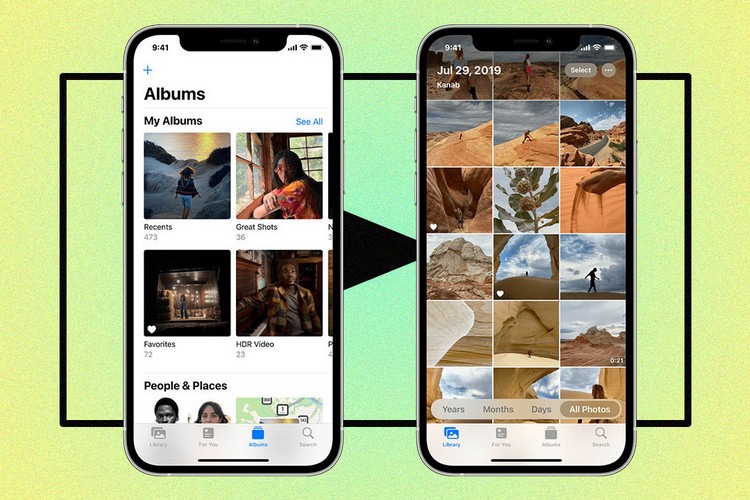 9:41
Albums
My Albums
See All
Recents
473
Great Shots
36
N
3
Favorites
72
HDR Video
23
P
People & Places
Library
For You
Albums
Search
9:41
Jul 29, 2019
Kanab
Select
0:21
Years
Months
Days
All Photos
Library
For You
Albums
Search